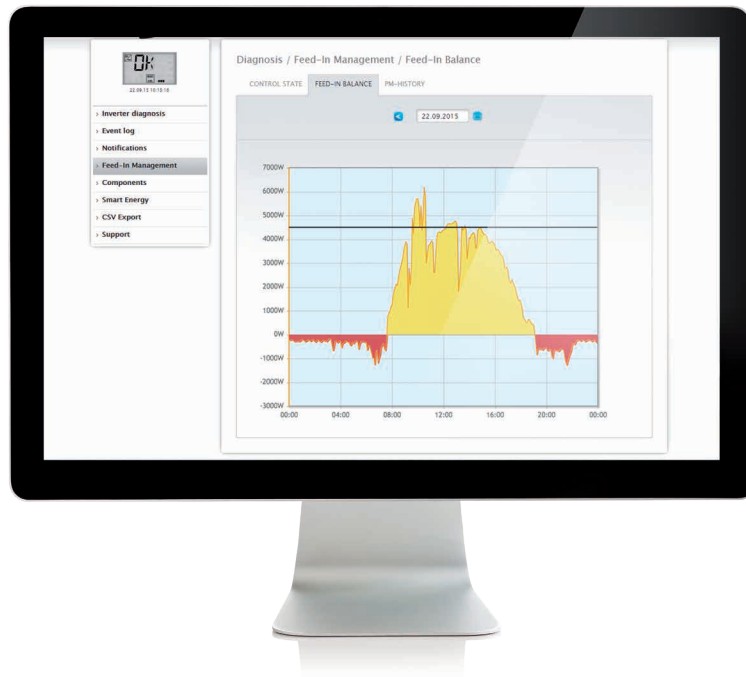 OK
22.09.15 10:10:10
› Inverter diagnosis
› Event log
› Notifications
› Feed-In Management
› Components
› Smart Energy
› CSV Export
› Support
Diagnosis / Feed-In Management / Feed-In Balance
CONTROL STATE FEED-IN BALANCE PM-HISTORY
22.09.2015
7000W
6000W
5000W
4000W
3000W
2000W
1000W
0W
-1000W
-2000W
-3000W
00:00 04:00 08:00 12:00 16:00 20:00 00:00